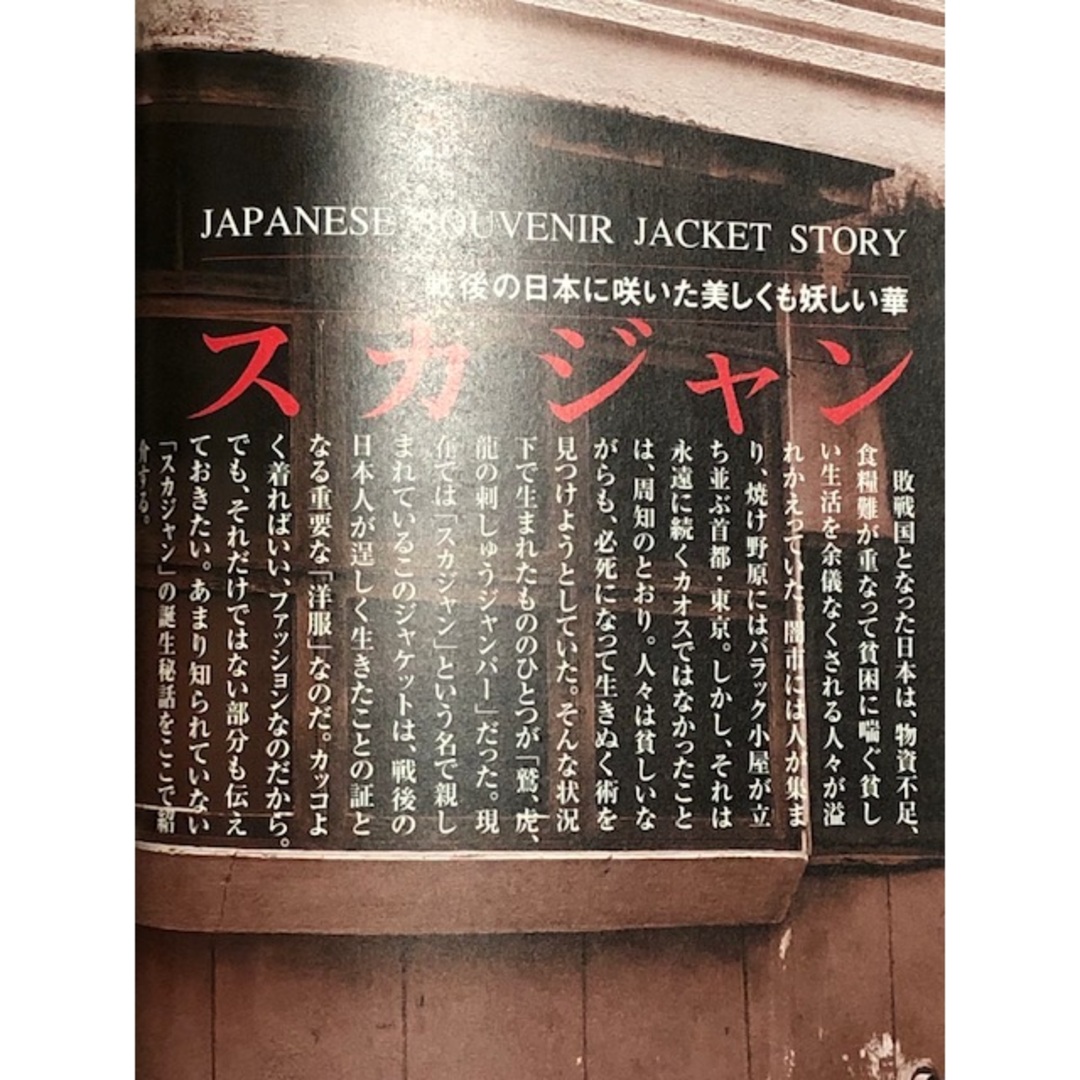 JAPANESE SOUVENIR JACKET STORY
戦後の日本に咲いた美しくも妖しい華
スカジャン
敗戦国となった日本は、物資不足、
食糧難が重なって貧困に喘ぐ貧し
い生活を余儀なくされる人々が溢
れかえっていた。闇市には人が集ま
り、焼け野原にはバラック小屋が立
ち並ぶ首都・東京。しかし、それは
永遠に続くカオスではなかったこと
は、周知のとおり。人々は貧しいな
がらも、必死になって生きぬく術を
見つけようとしていた。そんな状況
下で生まれたもののひとつが「鷲、虎、
龍の刺しゅうジャンパー」だった。現
在では「スカジャン」という名で親し
まれているこのジャケットは、戦後の
日本人が逞しく生きたことの証と
なる重要な「洋服」なのだ。カッコよ
く着ればいい、ファッションなのだから。
でも、それだけではない部分も伝え
ておきたい。あまり知られていない
「スカジャン」の誕生秘話をここで紹
介する。